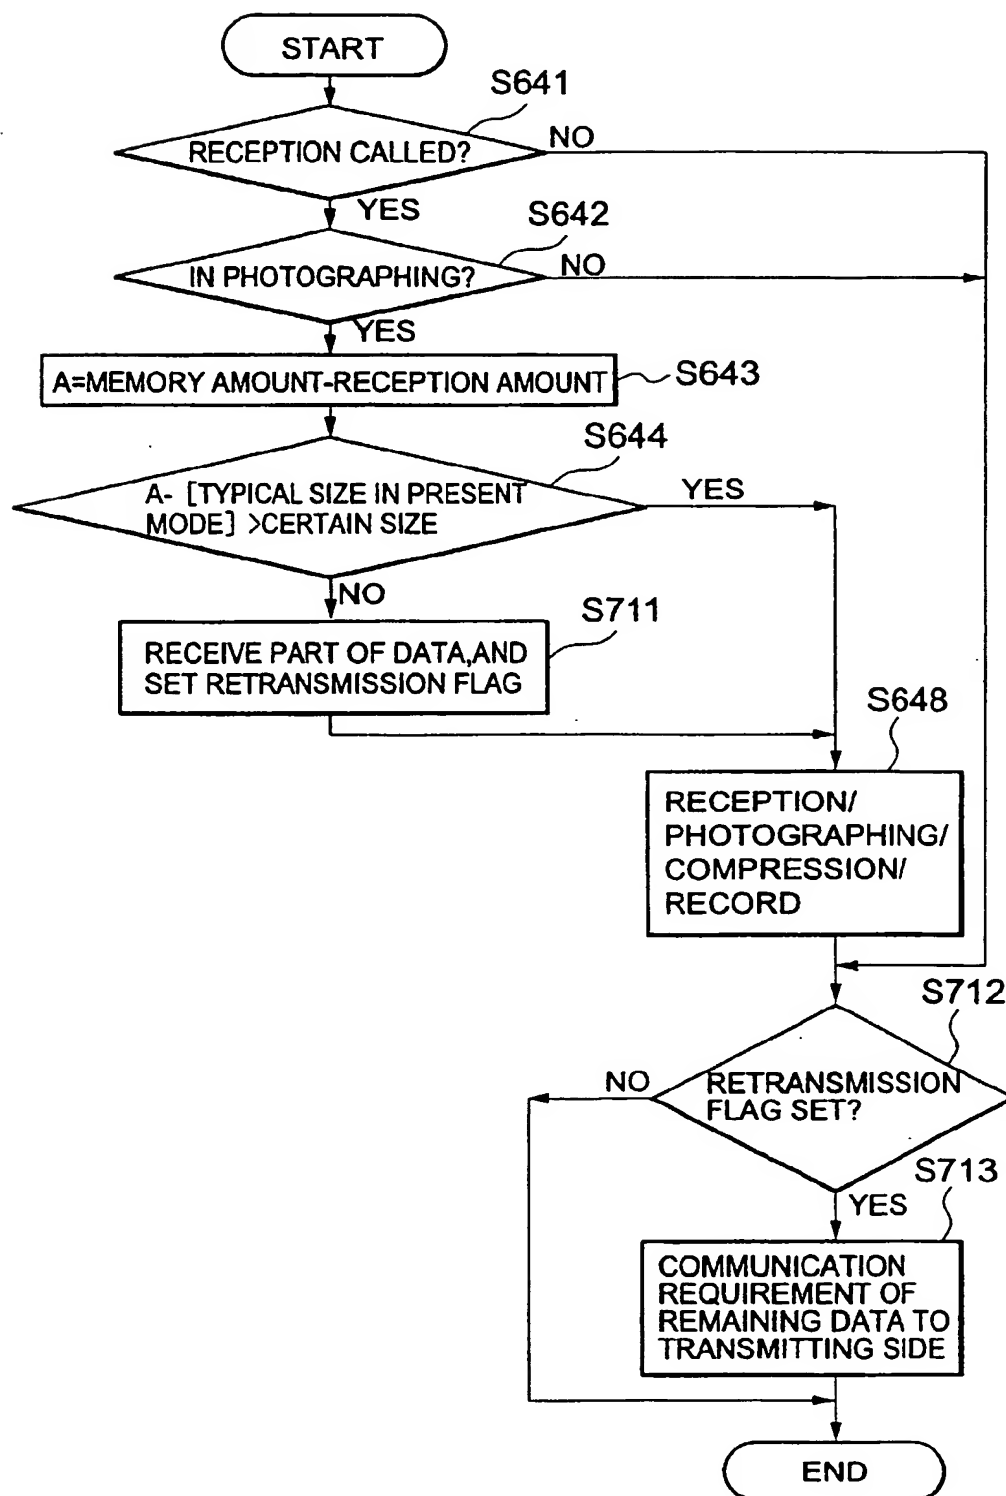 START
S641
RECEPTION CALLED?
NO
YES
S642
IN PHOTOGRAPHING?
NO
YES
A=MEMORY AMOUNT-RECEPTION AMOUNT
S643
S644
A- [TYPICAL SIZE IN PRESENT
MODE] >CERTAIN SIZE
YES
NO
S711
RECEIVE PART OF DATA,AND
SET RETRANSMISSION FLAG
S648
RECEPTION/
PHOTOGRAPHING/
COMPRESSION/
RECORD
S712
NO
RETRANSMISSION
FLAG SET?
S713
YES
COMMUNICATION
REQUIREMENT OF
REMAINING DATA TO
TRANSMITTING SIDE
END